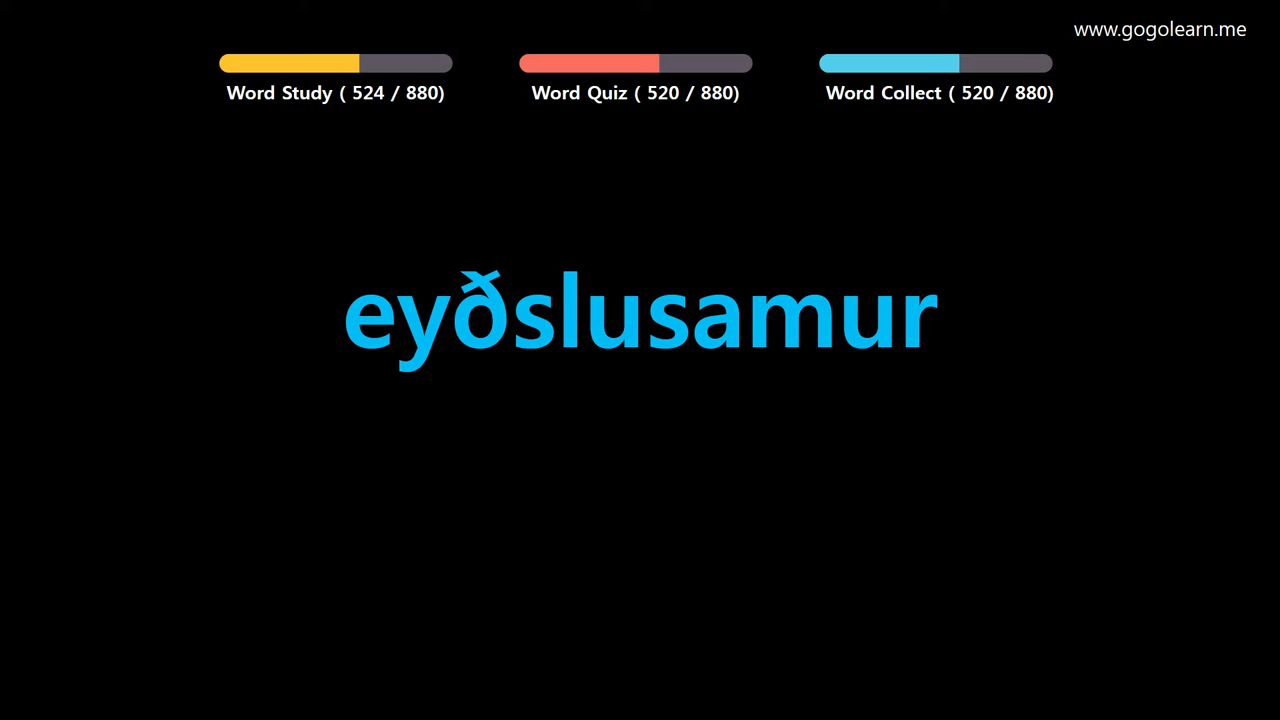 www.gogolearn.me
Word Study ( 524 / 880)
Word Quiz ( 520 / 880)
Word Collect ( 520 / 880)
eyðslusamur